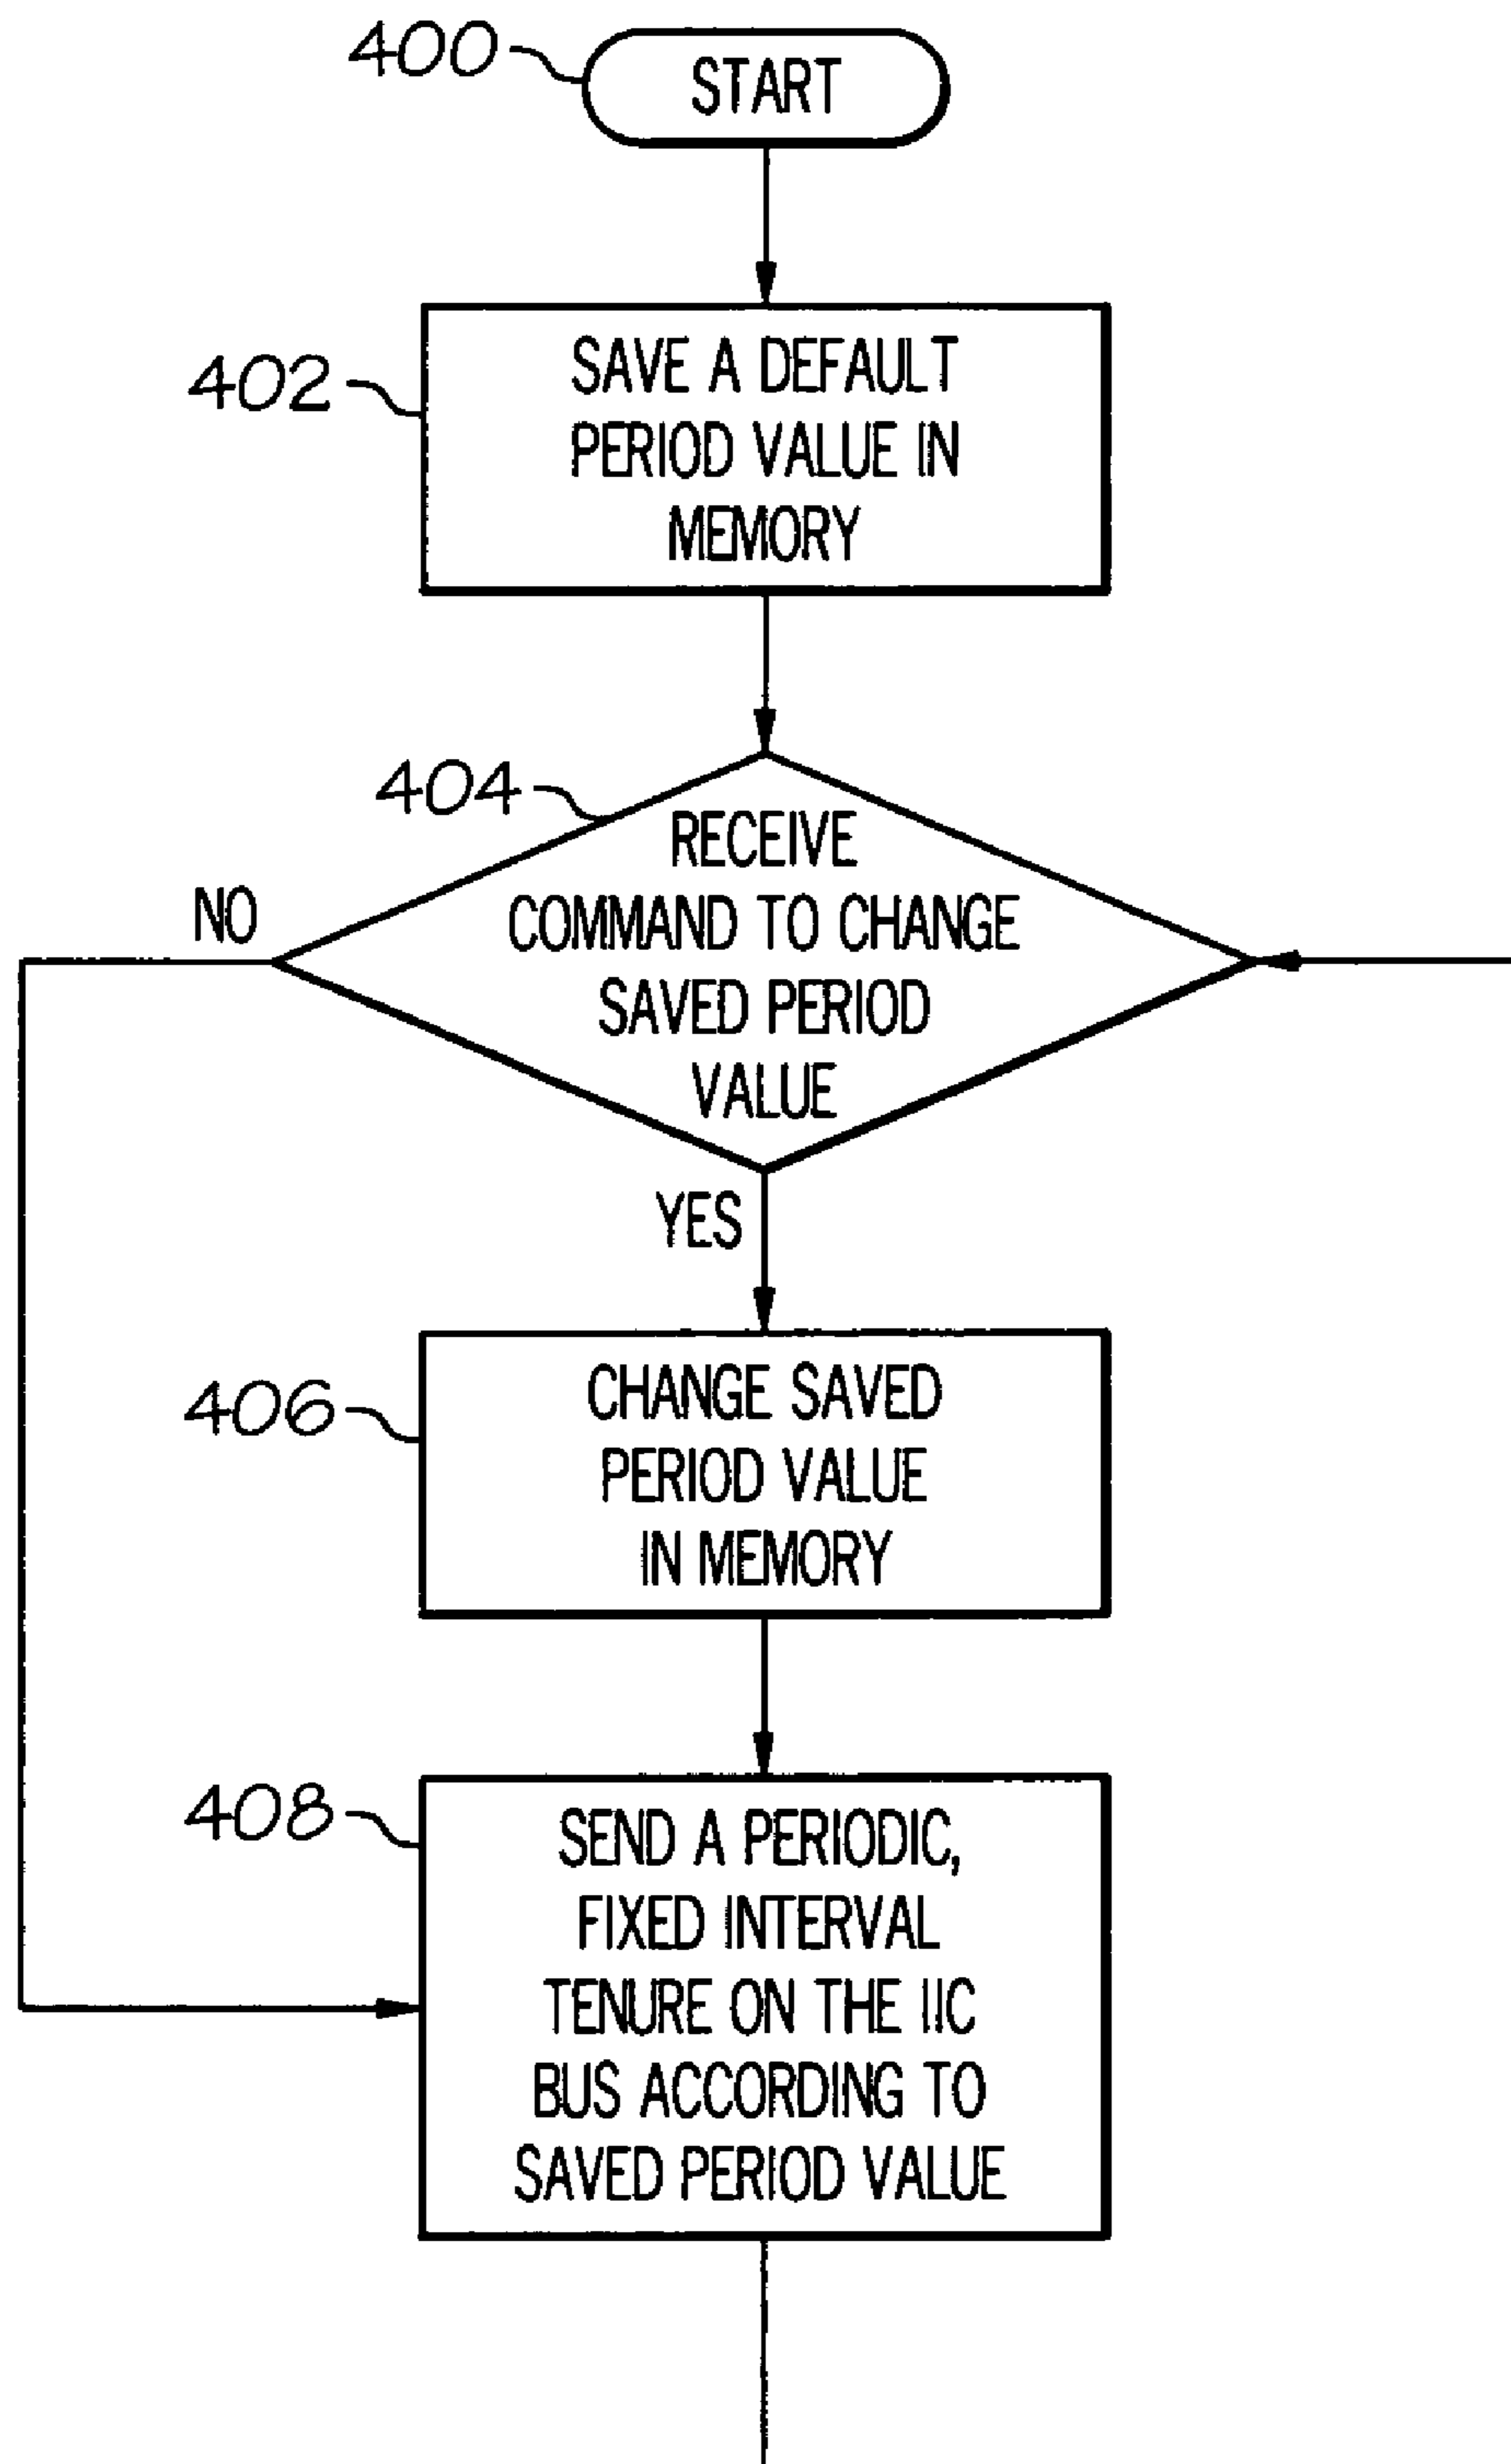 400
START
402
SAVE A DEFAULT
PERIOD VALUE IN
MEMORY
404
RECEIVE
COMMAND TO CHANGE
SAVED PERIOD
VALUE
NO
YES
406
CHANGE SAVED
PERIOD VALUE
IN MEMORY
408
SEND A PERIODIC,
FIXED INTERVAL
TENURE ON THE IIC
BUS ACCORDING TO
SAVED PERIOD VALUE